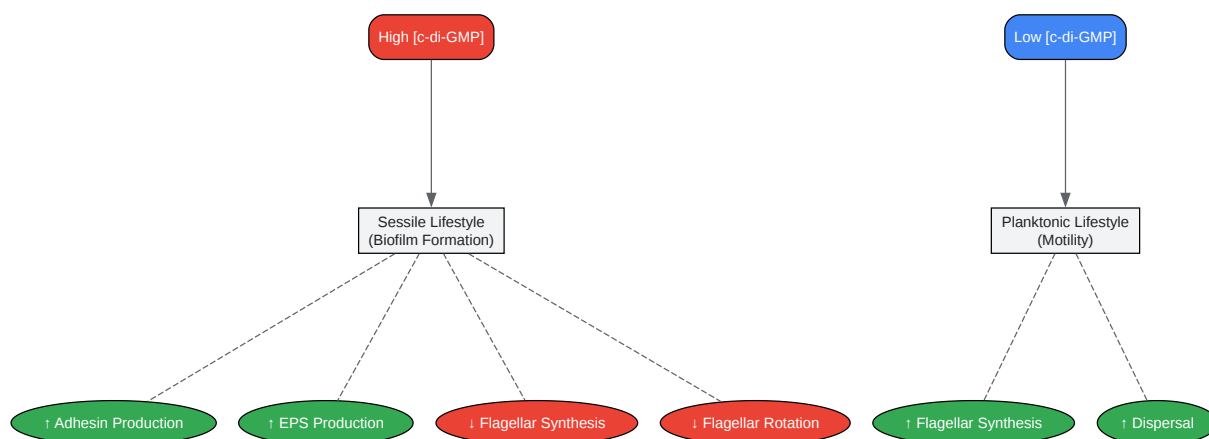 High [c-di-GMP]
Low [c-di-GMP]
Sessile Lifestyle
(Biofilm Formation)
Planktonic Lifestyle
(Motility)
↑ Adhesin Production
↑ EPS Production
↓ Flagellar Synthesis
↓ Flagellar Rotation
↑ Flagellar Synthesis
↑ Dispersal